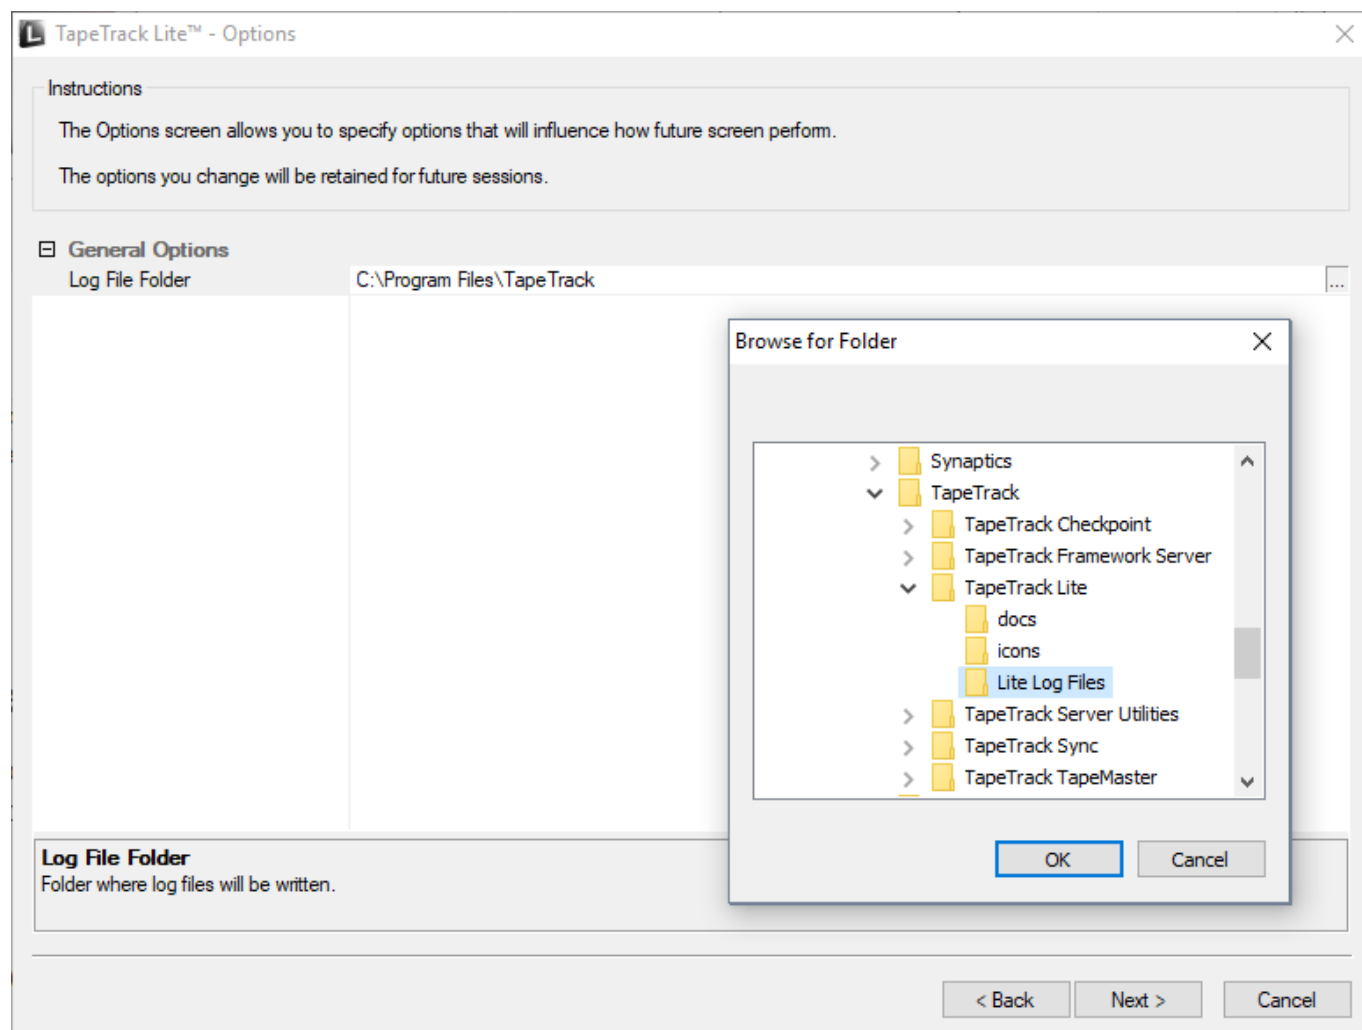 TapeTrack Lite™ - Options
Instructions
The Options screen allows you to specify options that will influence how future screen perform.
The options you change will be retained for future sessions.
General Options
Log File Folder
C:\Program Files\TapeTrack
...
Browse for Folder
Synaptics
TapeTrack
TapeTrack Checkpoint
TapeTrack Framework Server
TapeTrack Lite
docs
icons
Lite Log Files
TapeTrack Server Utilities
TapeTrack Sync
TapeTrack TapeMaster
OK
Cancel
Log File Folder
Folder where log files will be written.
< Back
Next >
Cancel